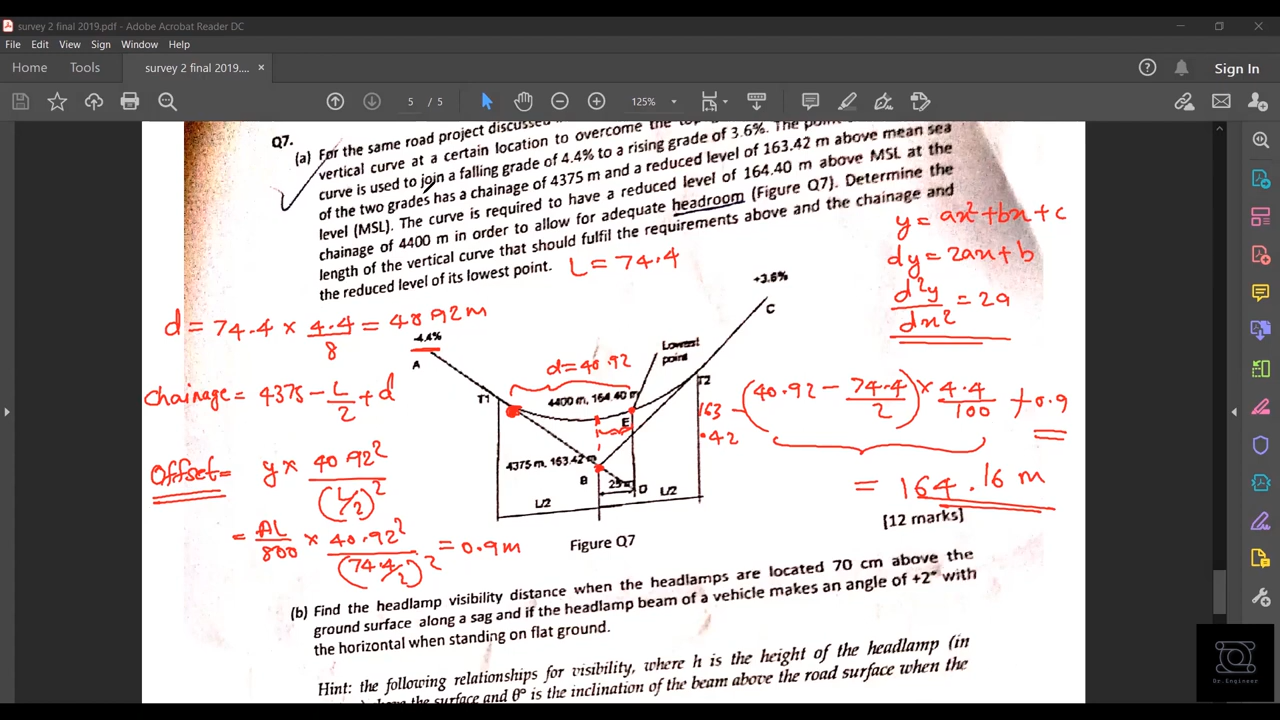 survey 2 final 2019.pdf - Adobe Acrobat Reader DC
File Edit View Sign Window Help
Home Tools survey 2 final 2019.... × Sign In
5 / 5 125%
Q7.
(a) For the same road project discussed
vertical curve at a certain location to overcome the
curve is used to join a falling grade of 4.4% to a rising grade of 3.6%. The point
of the two grades has a chainage of 4375 m and a reduced level of 163.42 m above mean sea
level (MSL). The curve is required to have a reduced level of 164.40 m above MSL at the
chainage of 4400 m in order to allow for adequate headroom (Figure Q7). Determine the
length of the vertical curve that should fulfil the requirements above and the chainage and
the reduced level of its lowest point. L = 74.4
y = ax² + bx + c
dy = 2ax + b
d²y/dx² = 2a
d = 74.4 × 4.4/8 = 40.92 m
Chainage = 4375 - L/2 + d
Offset = y × 40.92²/(L/2)²
= AL/800 × 40.92²/(74.4/2)² = 0.9m
-4.4%
A
+3.6%
C
Lowest
point
d = 40.92
T1
4400 m, 164.40 m
T2
E
4375 m, 163.42 m
B
25 m
D
L/2
L/2
163.42 - (40.92 - 74.4/2) × 4.4/100 + 0.9
= 164.16 m
[12 marks]
Figure Q7
(b) Find the headlamp visibility distance when the headlamps are located 70 cm above the
ground surface along a sag and if the headlamp beam of a vehicle makes an angle of +2° with
the horizontal when standing on flat ground.
Hint: the following relationships for visibility, where h is the height of the headlamp (in
the surface and θ° is the inclination of the beam above the road surface when the
Dr.Engineer